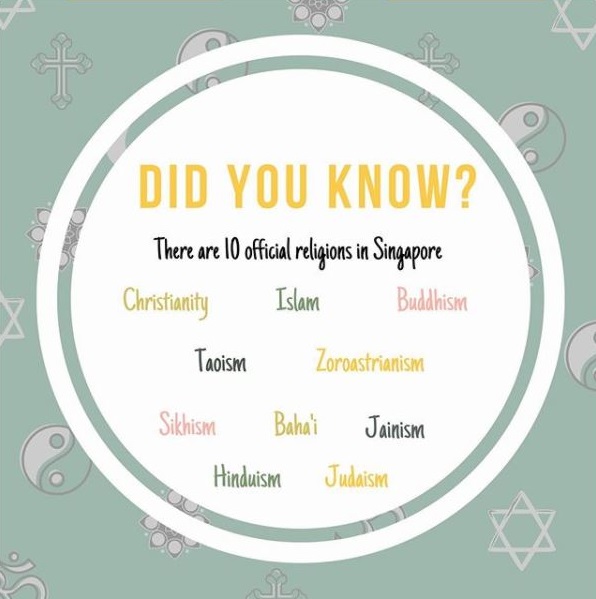 DID YOU KNOW?
There are 10 official religions in Singapore
Christianity Islam Buddhism
Taoism Zoroastrianism
Sikhism Baha'i Jainism
Hinduism Judaism